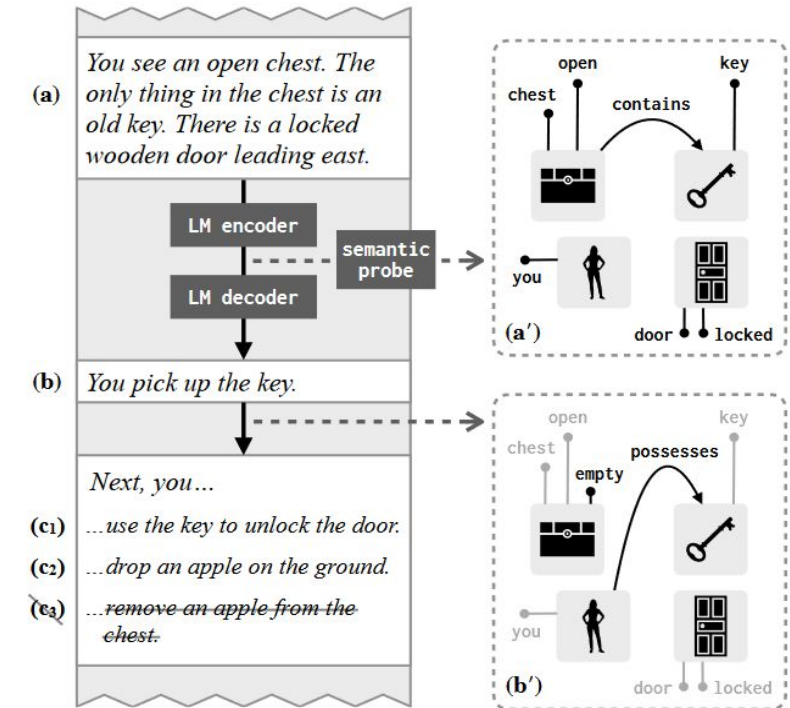 (a)
You see an open chest. The
only thing in the chest is an
old key. There is a locked
wooden door leading east.
LM encoder
semantic
probe
LM decoder
open
key
chest
contains
you
door
locked
(a′)
(b)
You pick up the key.
open
key
chest
possesses
empty
you
door
locked
(b′)
Next, you…
(c1)
…use the key to unlock the door.
(c2)
…drop an apple on the ground.
(c3)
…remove an apple from the
chest.